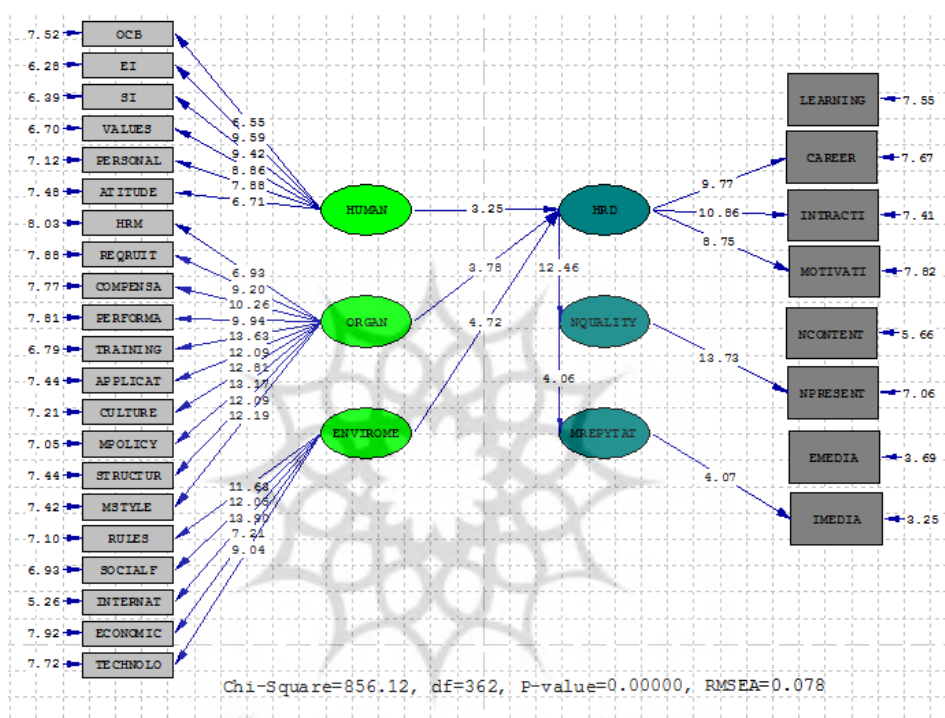 7.52 OCB
6.28 EI
6.39 SI
6.70 VALUES
7.12 PERSONAL
7.48 ATITUDE
8.03 HRM
7.88 REQRUIT
7.77 COMPENSA
7.81 PERFORMA
6.79 TRAINING
7.44 APPLICAT
7.21 CULTURE
7.05 MPOLICY
7.44 STRUCTUR
7.42 MSTYLE
7.10 RULES
6.93 SOCIALF
5.26 INTERNAT
7.92 ECONOMIC
7.72 TECHNOLO
6.55
9.59
9.42
8.86
7.88
6.71
6.93
9.20
10.26
9.94
13.63
12.09
12.81
13.17
12.09
12.19
11.68
12.05
13.90
7.21
9.04
HUMAN
ORGAN
ENVIROME
3.25
3.78
4.72
HRD
12.46
NQUALITY
4.06
MREPYTAT
9.77
10.86
8.75
13.73
4.07
LEARNING 7.55
CAREER 7.67
INTRACTI 7.41
MOTIVATI 7.82
NCONTENT 5.66
NPRESENT 7.06
EMEDIA 3.69
IMEDIA 3.25
Chi-Square=856.12, df=362, P-value=0.00000, RMSEA=0.078